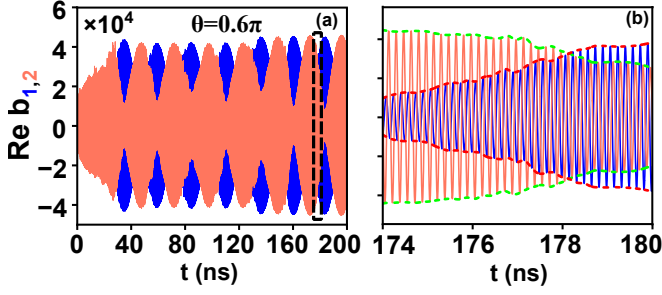 ×10⁴ θ=0.6π (a)
Re b1,2
6
4
2
0
−2
−4
0 40 80 120 160 200
t (ns)
(b)
174 176 178 180
t (ns)